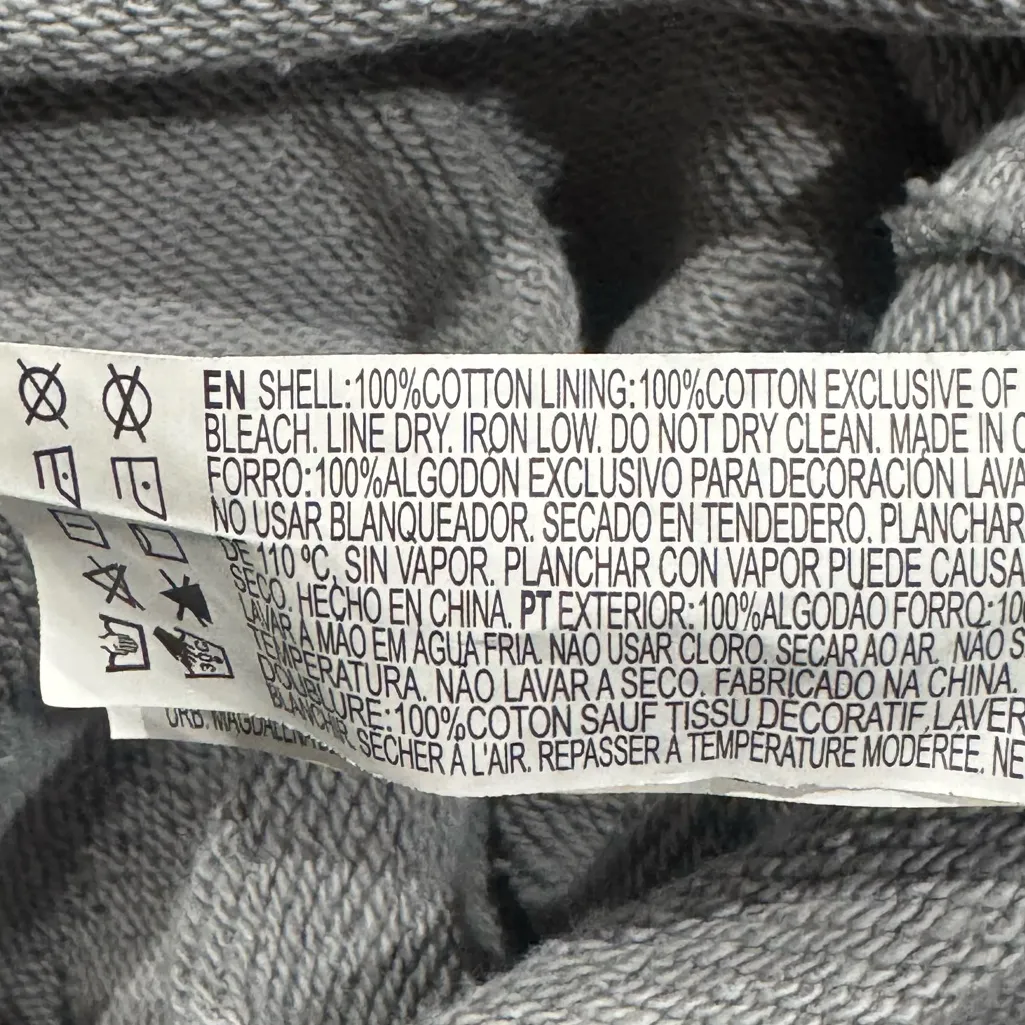 EN SHELL:100%COTTON LINING:100%COTTON EXCLUSIVE OF
BLEACH. LINE DRY. IRON LOW. DO NOT DRY CLEAN. MADE IN
FORRO:100%ALGODÓN EXCLUSIVO PARA DECORACIÓN
NO USAR BLANQUEADOR. SECADO EN TENDEDERO. PLANCHAR
DE 110 ºC, SIN VAPOR. PLANCHAR CON VAPOR PUEDE
SECO. HECHO EN CHINA. PT EXTERIOR:100%ALGODÃO FORRO:
LAVAR A MÃO EM ÁGUA FRIA. NÃO USAR CLORO. SECAR AO AR. NÃO
TEMPERATURA. NÃO LAVAR A SECO. FABRICADO NA CHINA.
DOUBLURE:100%COTON SAUF TISSU DÉCORATIF.
BLANCHIR. SÉCHER À L'AIR. REPASSER À TEMPÉRATURE MODÉRÉE. NE
URB. MAGDALENA